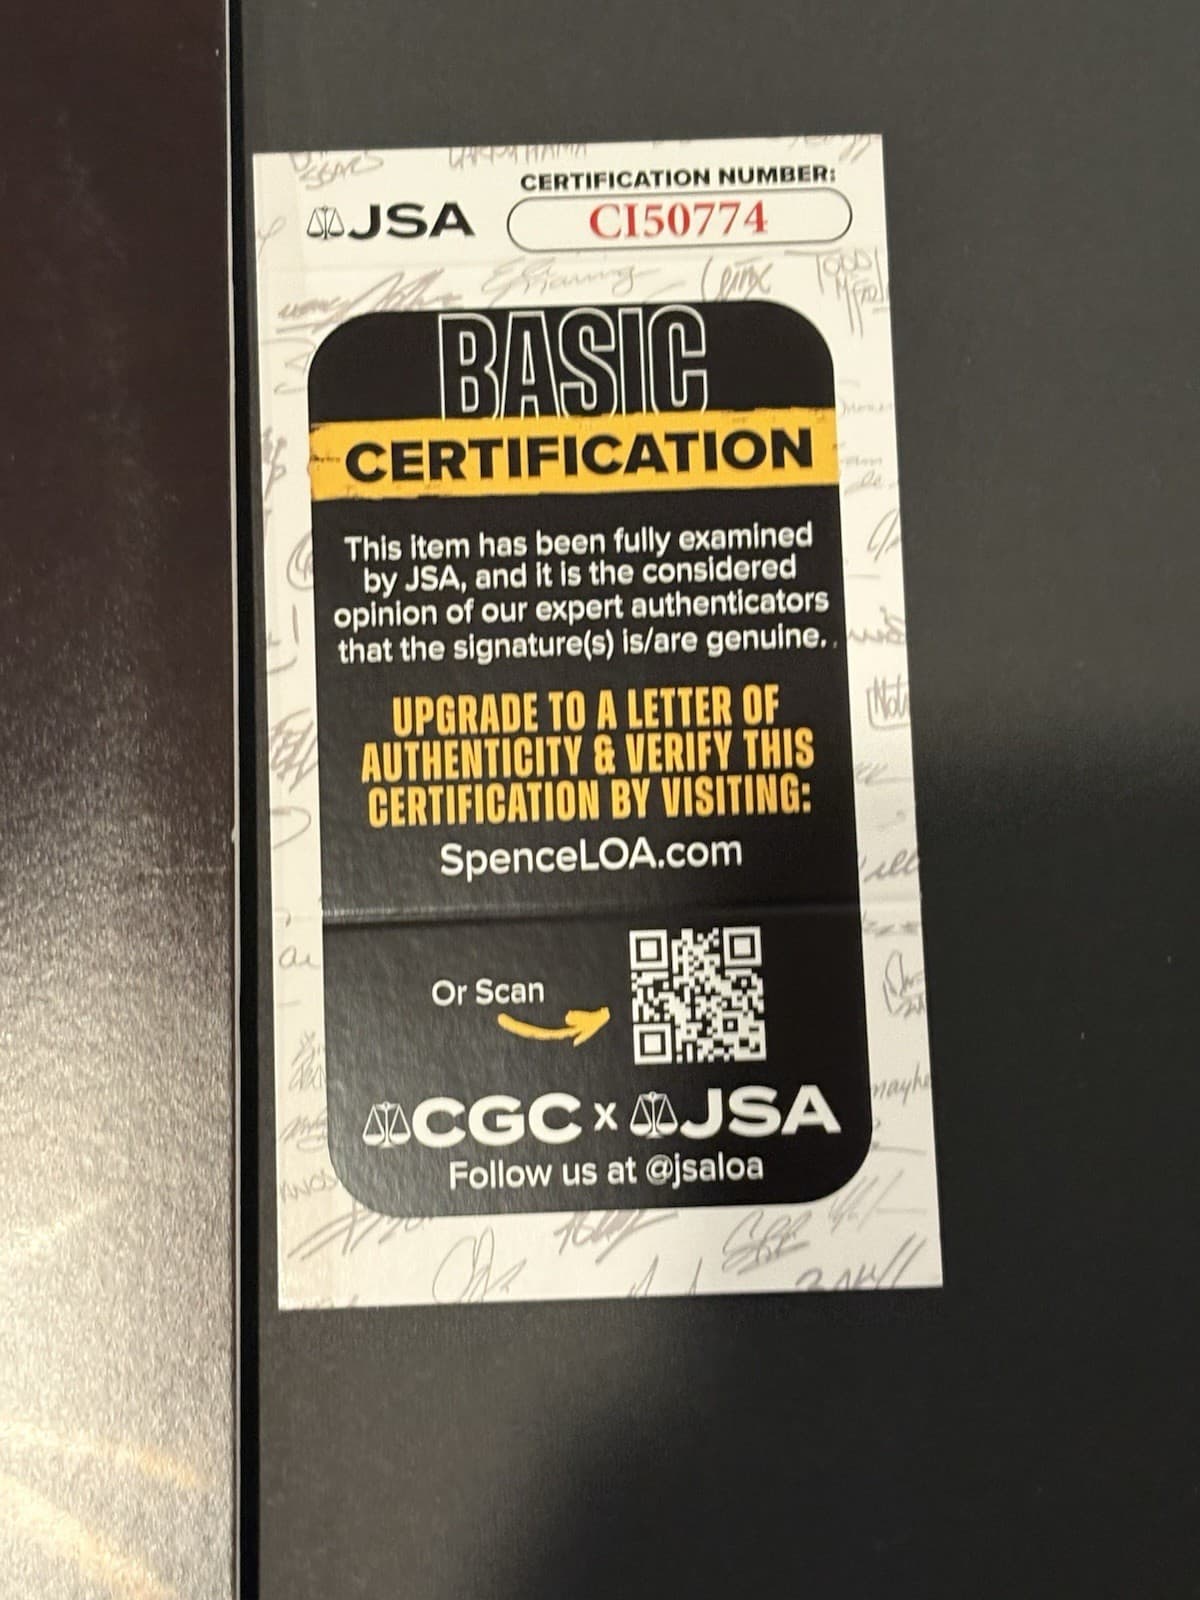 CERTIFICATION NUMBER:
JSA
CI50774
BASIC
CERTIFICATION
This item has been fully examined
by JSA, and it is the considered
opinion of our expert authenticators
that the signature(s) is/are genuine. .
UPGRADE TO A LETTER OF
AUTHENTICITY & VERIFY THIS
CERTIFICATION BY VISITING:
SpenceLOA.com
Or Scan
CGC x JSA
Follow us at @jsaloa